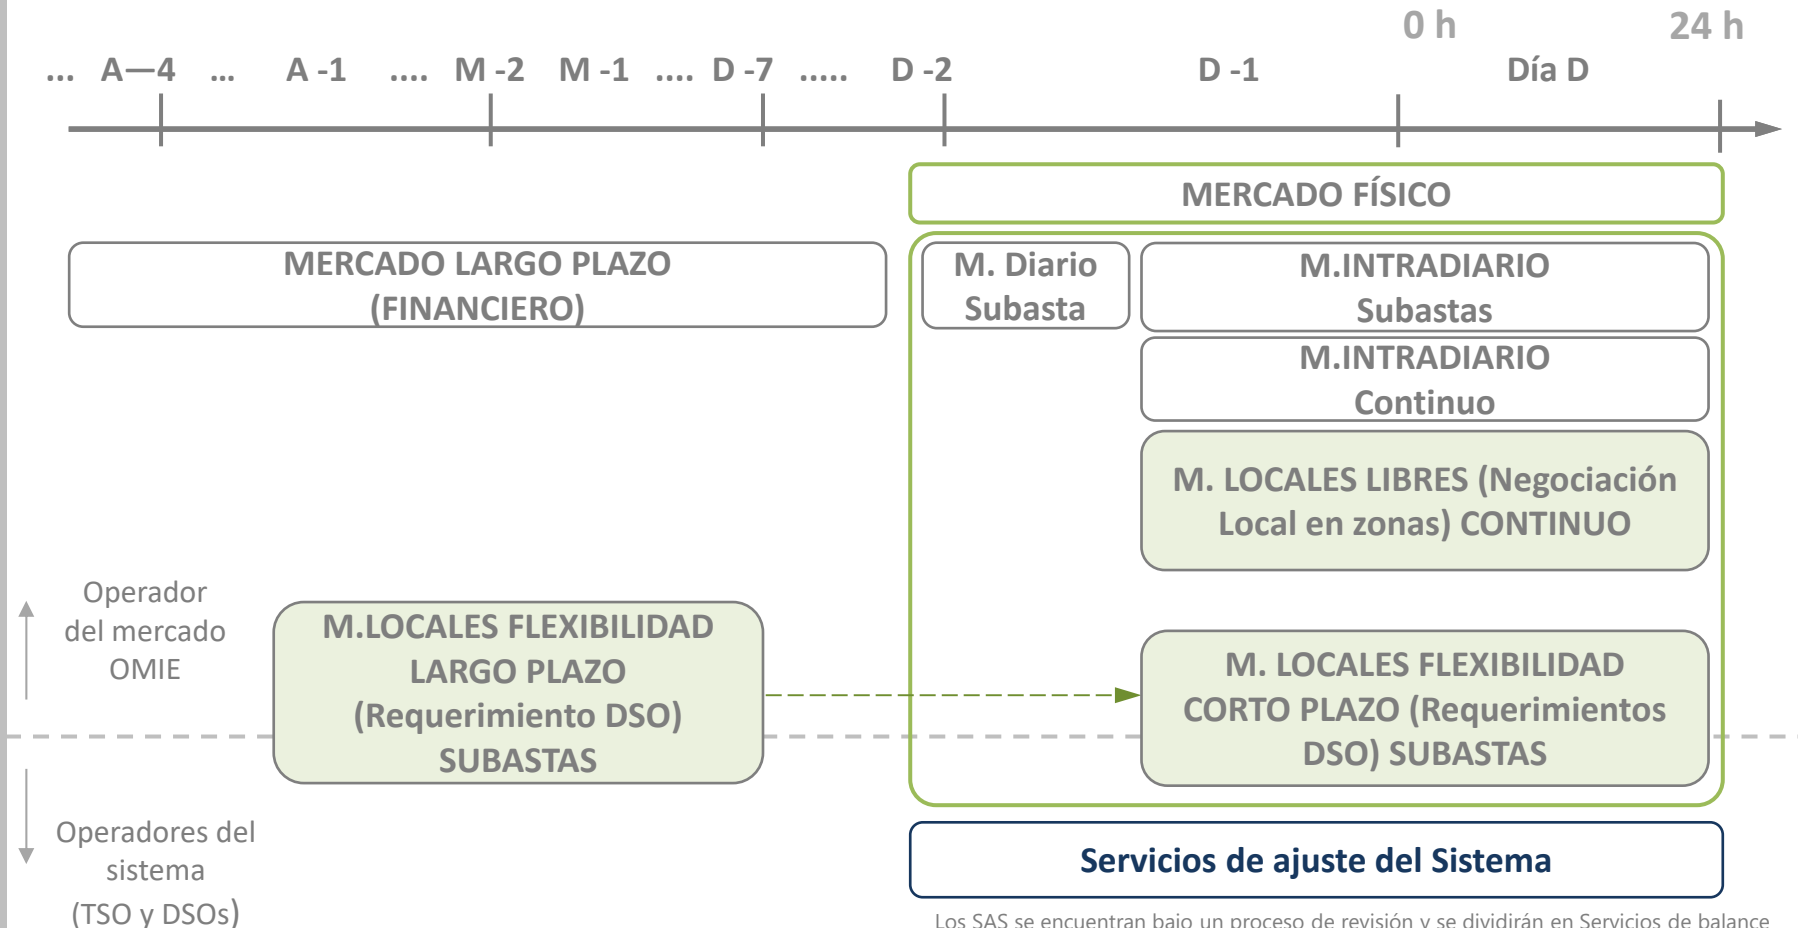 0 h 24 h
... A—4 ... A -1 .... M -2 M -1 .... D -7 ..... D -2 D -1 Día D
MERCADO FÍSICO
MERCADO LARGO PLAZO
(FINANCIERO)
M. Diario
Subasta
M.INTRADIARIO
Subastas
M.INTRADIARIO
Continuo
M. LOCALES LIBRES (Negociación
Local en zonas) CONTINUO
Operador
del mercado
OMIE
M.LOCALES FLEXIBILIDAD
LARGO PLAZO
(Requerimiento DSO)
SUBASTAS
M. LOCALES FLEXIBILIDAD
CORTO PLAZO (Requerimientos
DSO) SUBASTAS
Operadores del
sistema
(TSO y DSOs)
Servicios de ajuste del Sistema
Los SAS se encuentran bajo un proceso de revisión y se dividirán en Servicios de balance